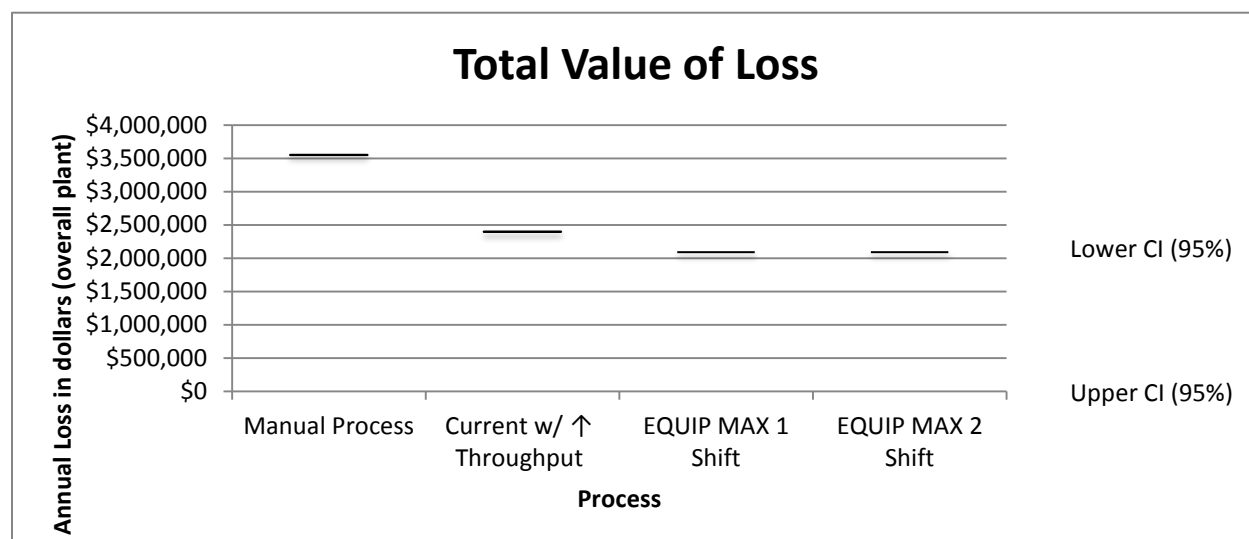 Total Value of Loss
Annual Loss in dollars (overall plant)
$4,000,000
$3,500,000
$3,000,000
$2,500,000
$2,000,000
$1,500,000
$1,000,000
$500,000
$0
Manual Process
Current w/ ↑
Throughput
EQUIP MAX 1
Shift
EQUIP MAX 2
Shift
Process
Lower CI (95%)
Upper CI (95%)